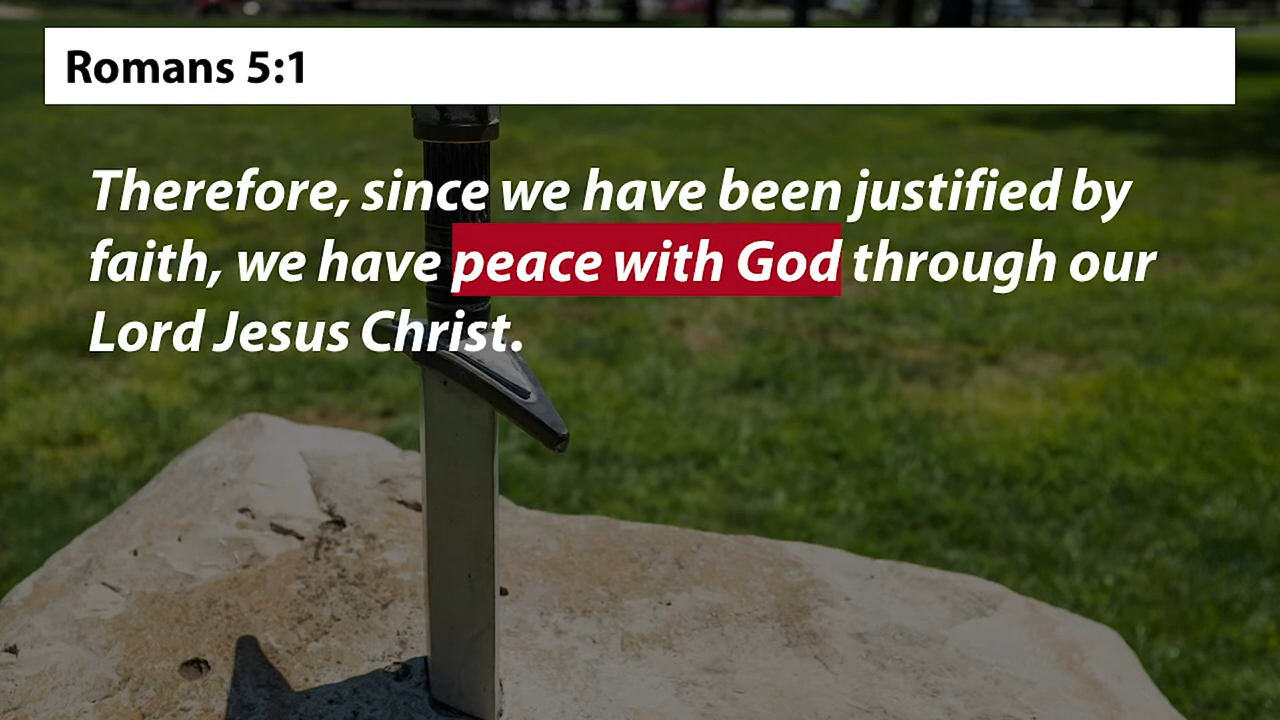 Romans 5:1
Therefore, since we have been justified by
faith, we have peace with God through our
Lord Jesus Christ.